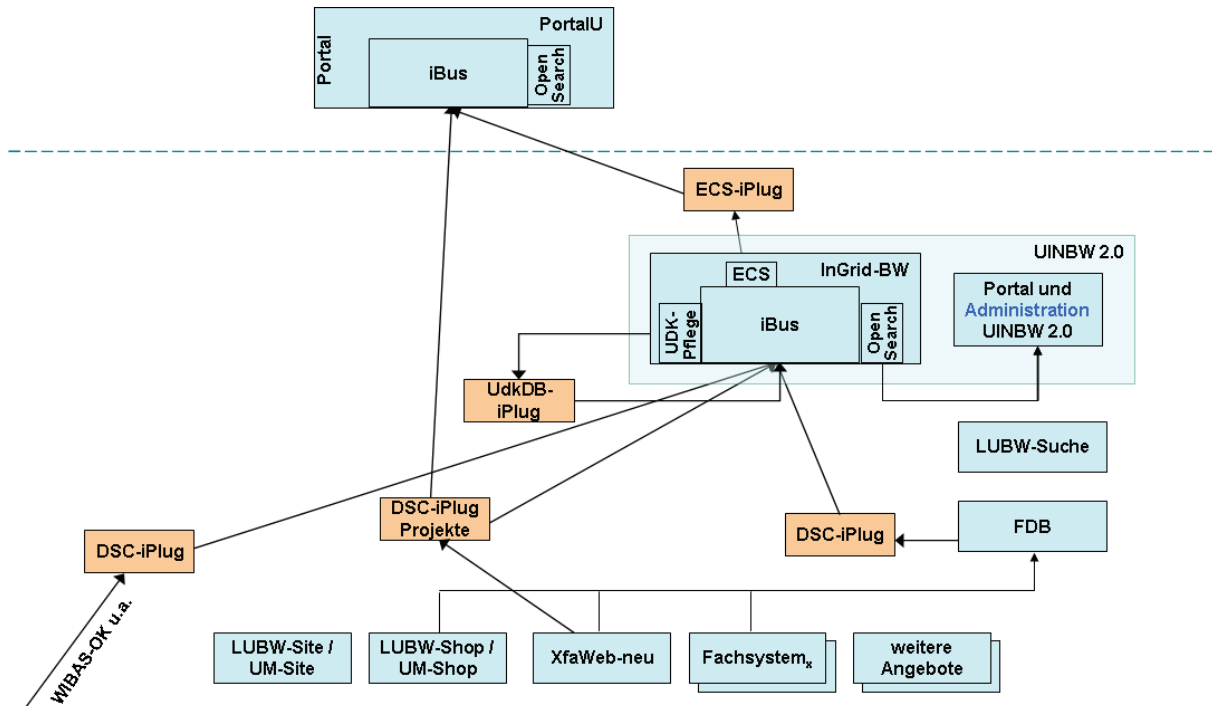 PortalU
Portal
iBus
Open
Search
ECS-iPlug
UINBW 2.0
InGrid-BW
ECS
UDK-
Pflege
iBus
Open
Search
Portal und
Administration
UINBW 2.0
UdkDB-
iPlug
LUBW-Suche
DSC-iPlug
Projekte
DSC-iPlug
FDB
DSC-iPlug
WIBAS-OK u.a.
LUBW-Site /
UM-Site
LUBW-Shop /
UM-Shop
XfaWeb-neu
Fachsystemₓ
weitere
Angebote